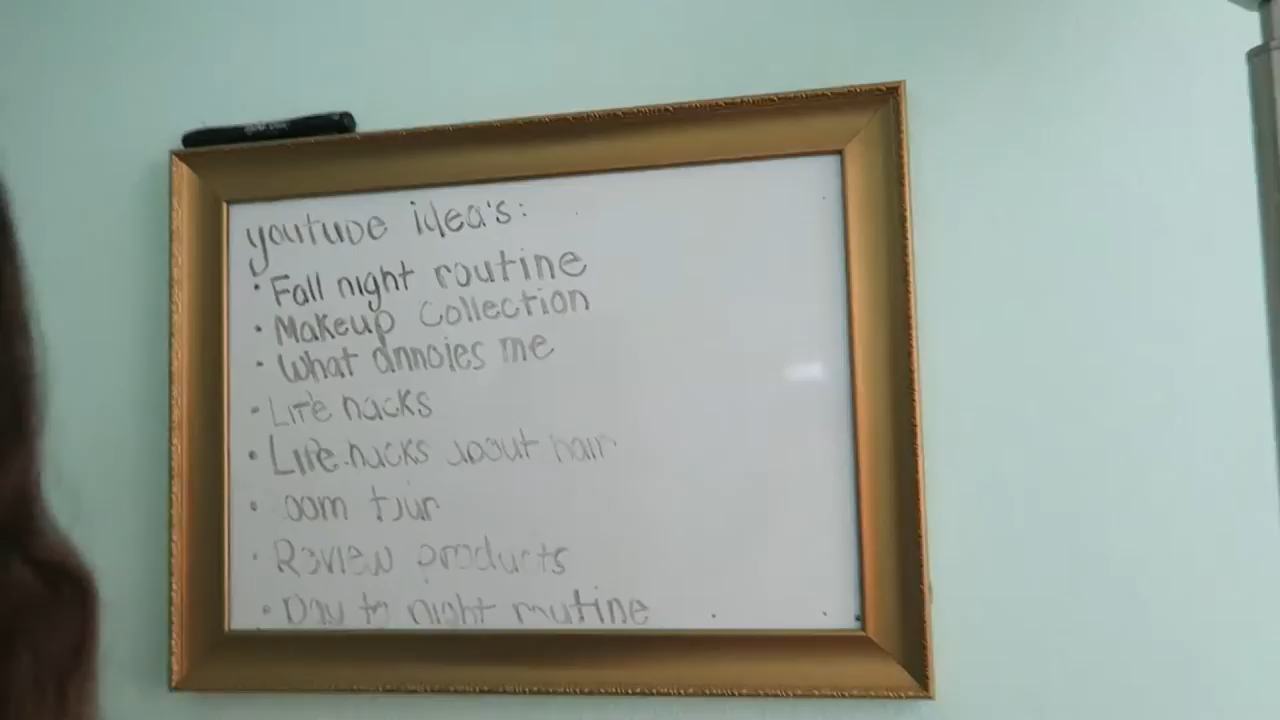 youtube idea's:
• Fall night routine
• Makeup Collection
• What annoies me
• Life hacks
• Life hacks about hair
• oom tour
• Review products
• Day to night routine